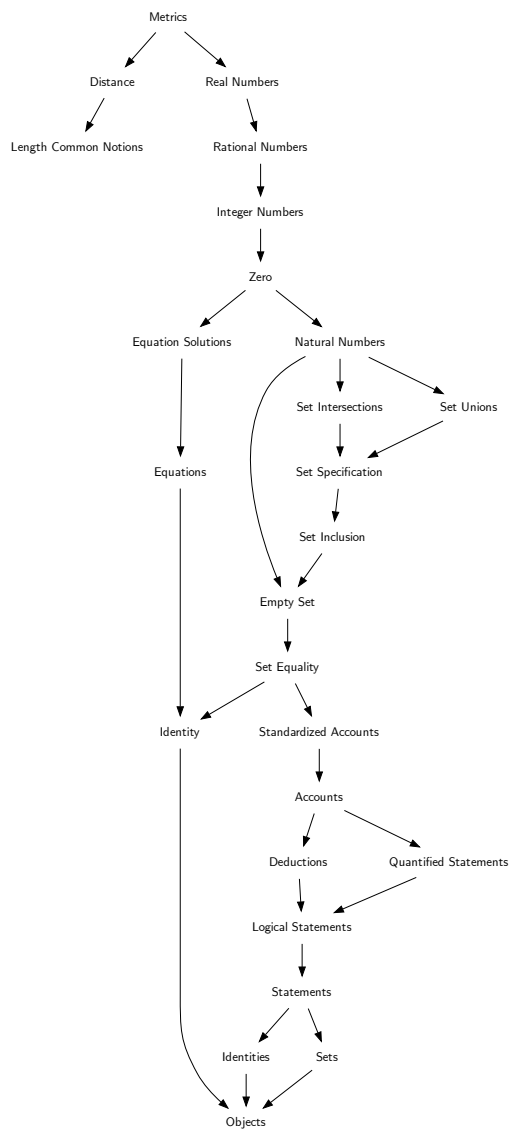 Metrics
Distance
Real Numbers
Length Common Notions
Rational Numbers
Integer Numbers
Zero
Equation Solutions
Natural Numbers
Set Intersections
Set Unions
Equations
Set Specification
Set Inclusion
Empty Set
Set Equality
Identity
Standardized Accounts
Accounts
Deductions
Quantified Statements
Logical Statements
Statements
Identities
Sets
Objects